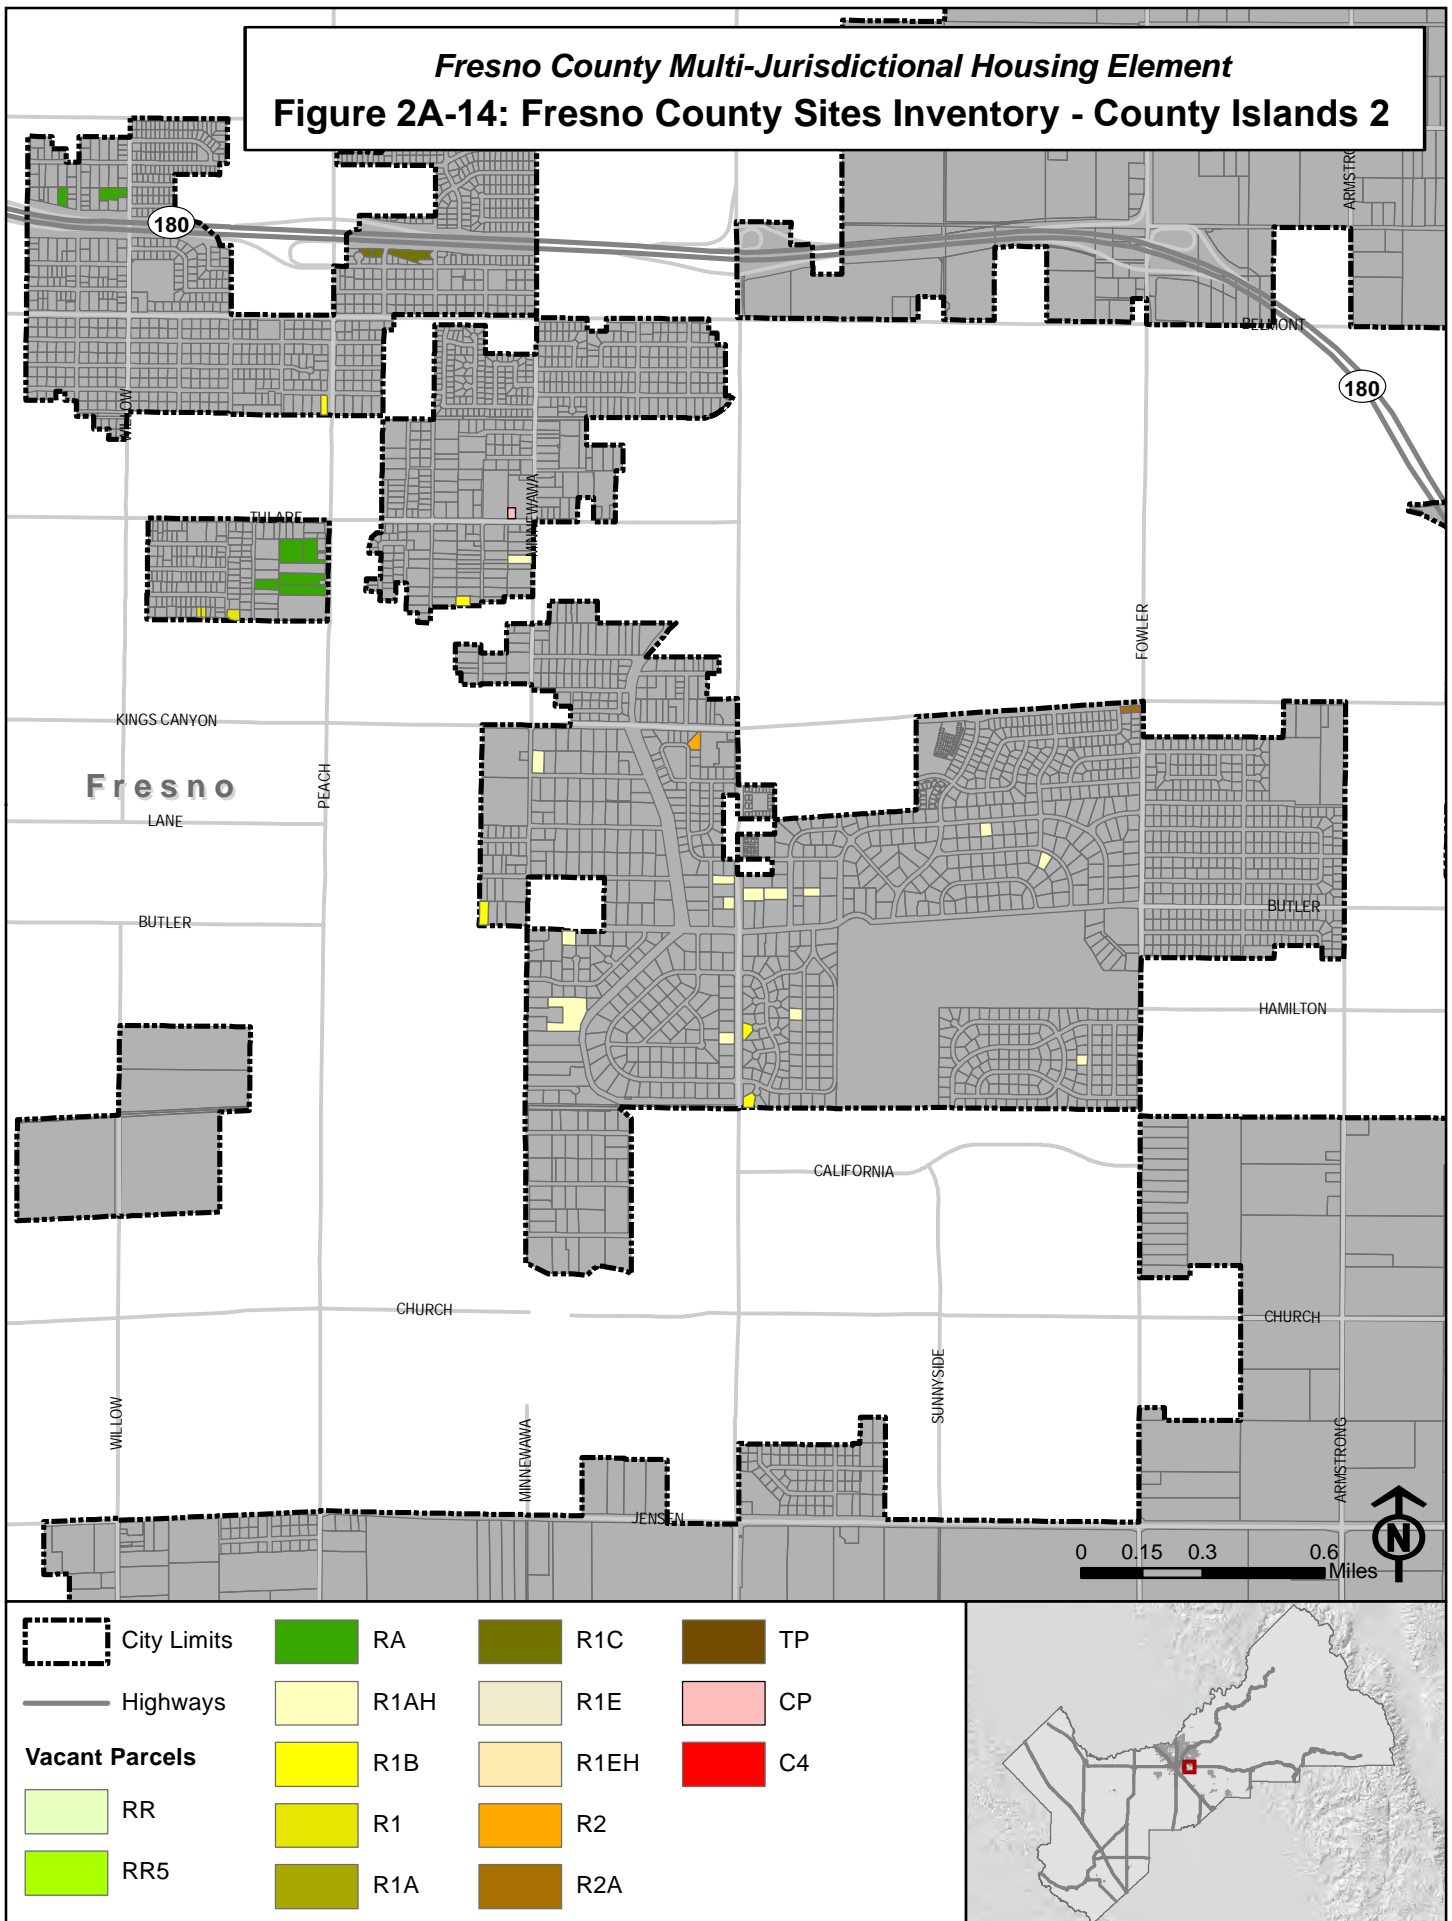 Fresno County Multi-Jurisdictional Housing Element
Figure 2A-14: Fresno County Sites Inventory - County Islands 2
ARMSTRO
180
BELMONT
180
WILLOW
MINNEWAWA
TULARE
FOWLER
KINGS CANYON
Fresno
PEACH
LANE
BUTLER
BUTLER
HAMILTON
CALIFORNIA
CHURCH
CHURCH
SUNNYSIDE
WILLOW
MINNEWAWA
ARMSTRONG
JENSEN
N
0 0.15 0.3 0.6
Miles
City Limits
Highways
Vacant Parcels
RR
RR5
RA
R1AH
R1B
R1
R1A
R1C
R1E
R1EH
R2
R2A
TP
CP
C4